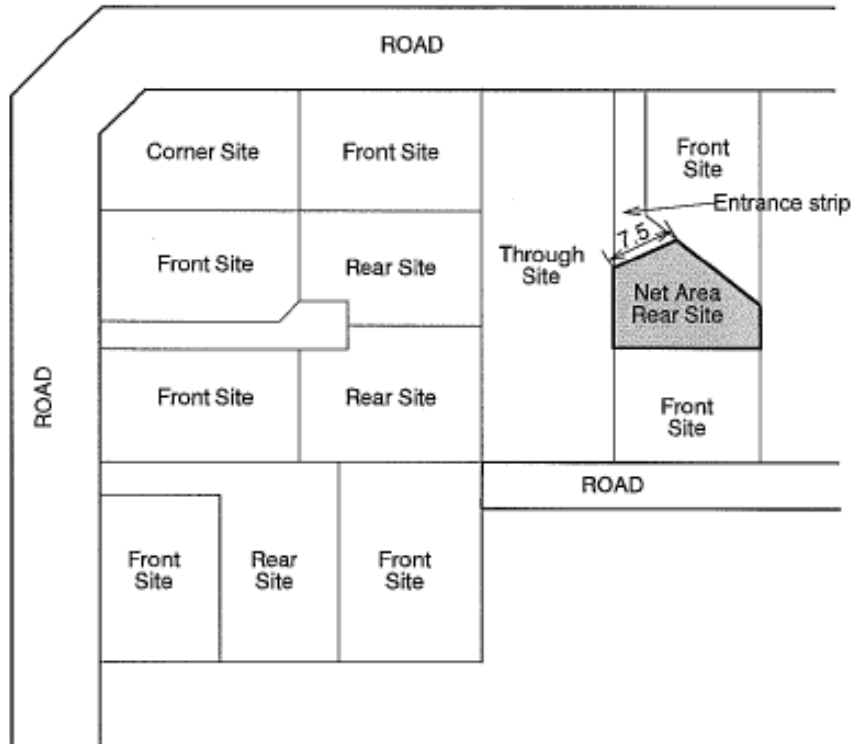 ROAD
Corner Site
Front Site
Front
Site
Entrance strip
7.5
Front Site
Rear Site
Through
Site
Net Area
Rear Site
ROAD
Front Site
Rear Site
Front
Site
ROAD
Front
Site
Rear
Site
Front
Site